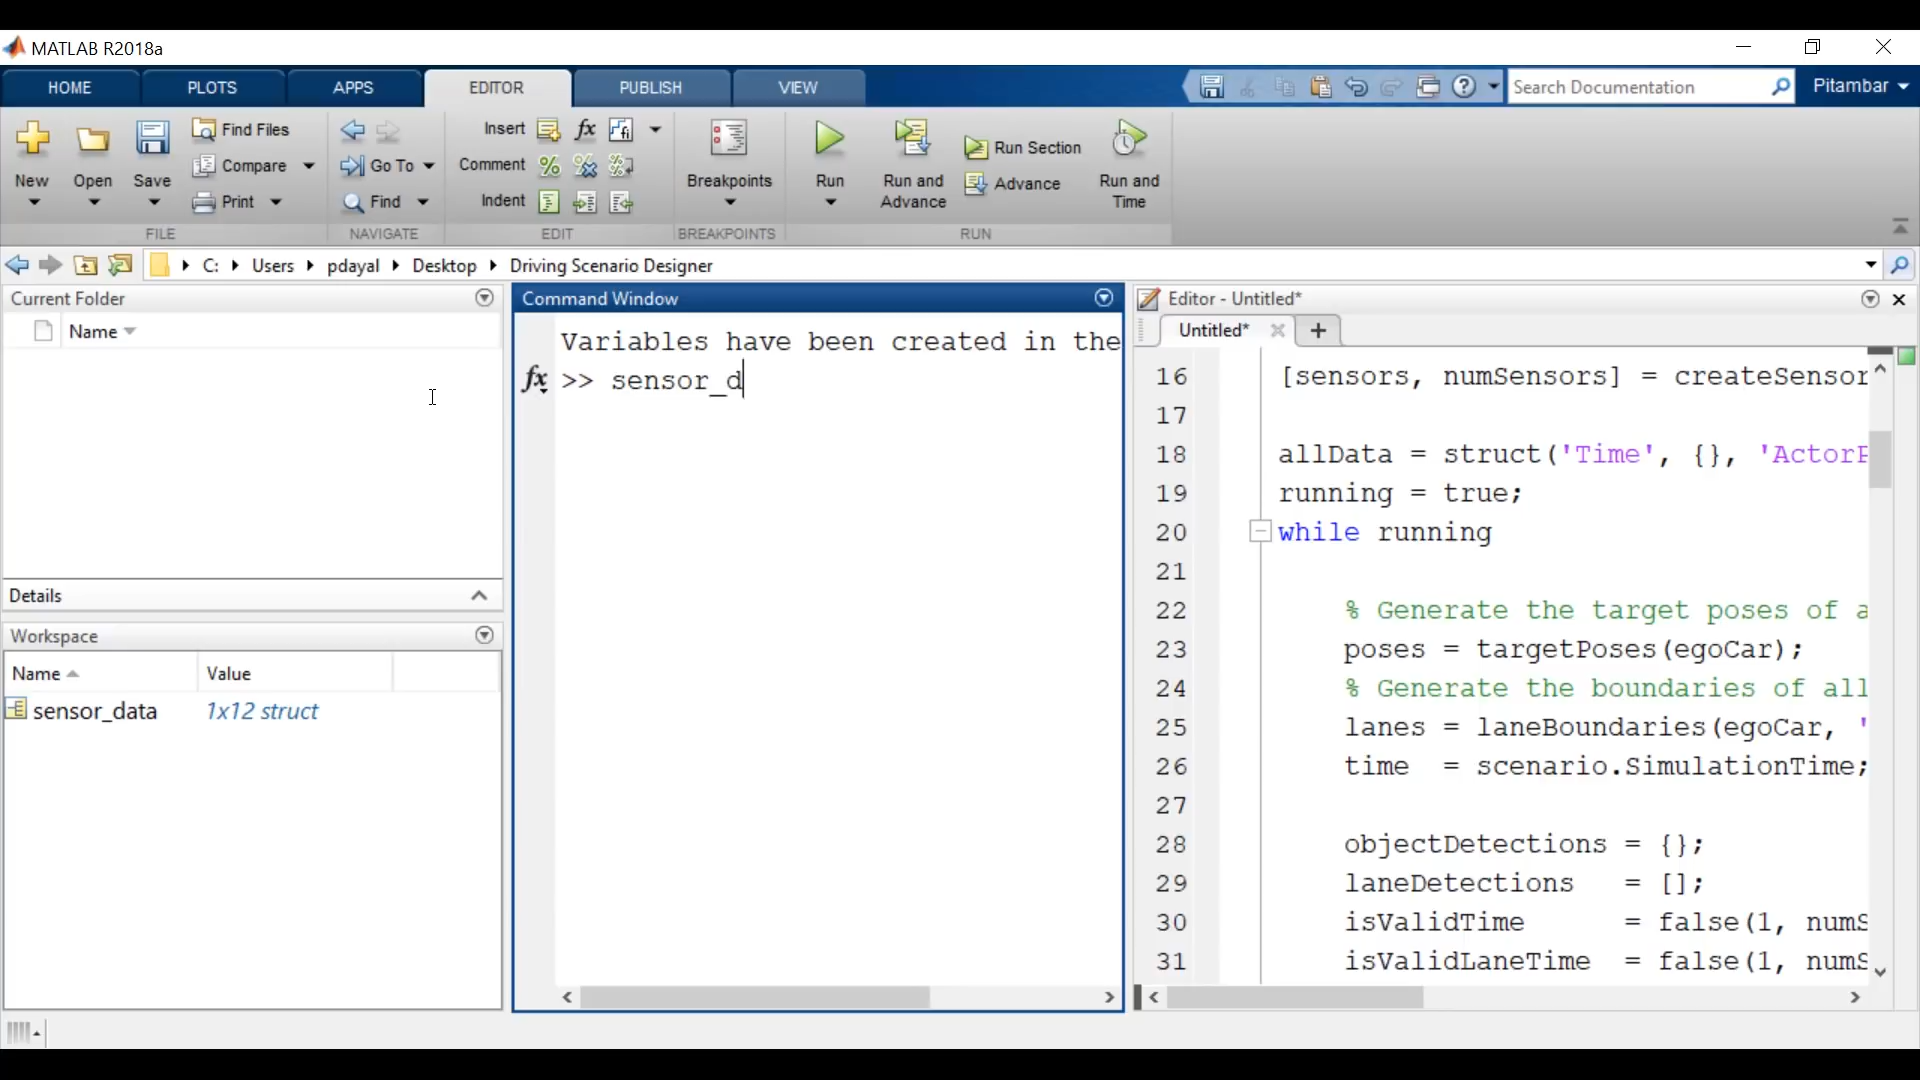 MATLAB R2018a
HOME
PLOTS
APPS
EDITOR
PUBLISH
VIEW
Search Documentation
Pitambar
New
Open
Save
Find Files
Compare
Print
FILE
Go To
Find
NAVIGATE
Insert
fx
fi
Comment
%
Indent
EDIT
Breakpoints
BREAKPOINTS
Run
Run and Advance
Run Section
Advance
Run and Time
RUN
C:
Users
pdayal
Desktop
Driving Scenario Designer
Current Folder
Name
Details
Workspace
Name
Value
sensor_data
1x12 struct
Command Window
Variables have been created in the
fx >> sensor_d
Editor - Untitled*
Untitled*
16 [sensors, numSensors] = createSensor
17
18 allData = struct('Time', {}, 'ActorP
19 running = true;
20 while running
21
22 % Generate the target poses of a
23 poses = targetPoses(egoCar);
24 % Generate the boundaries of all
25 lanes = laneBoundaries(egoCar, '
26 time = scenario.SimulationTime;
27
28 objectDetections = {};
29 laneDetections = [];
30 isValidTime = false(1, numS
31 isValidLaneTime = false(1, numS